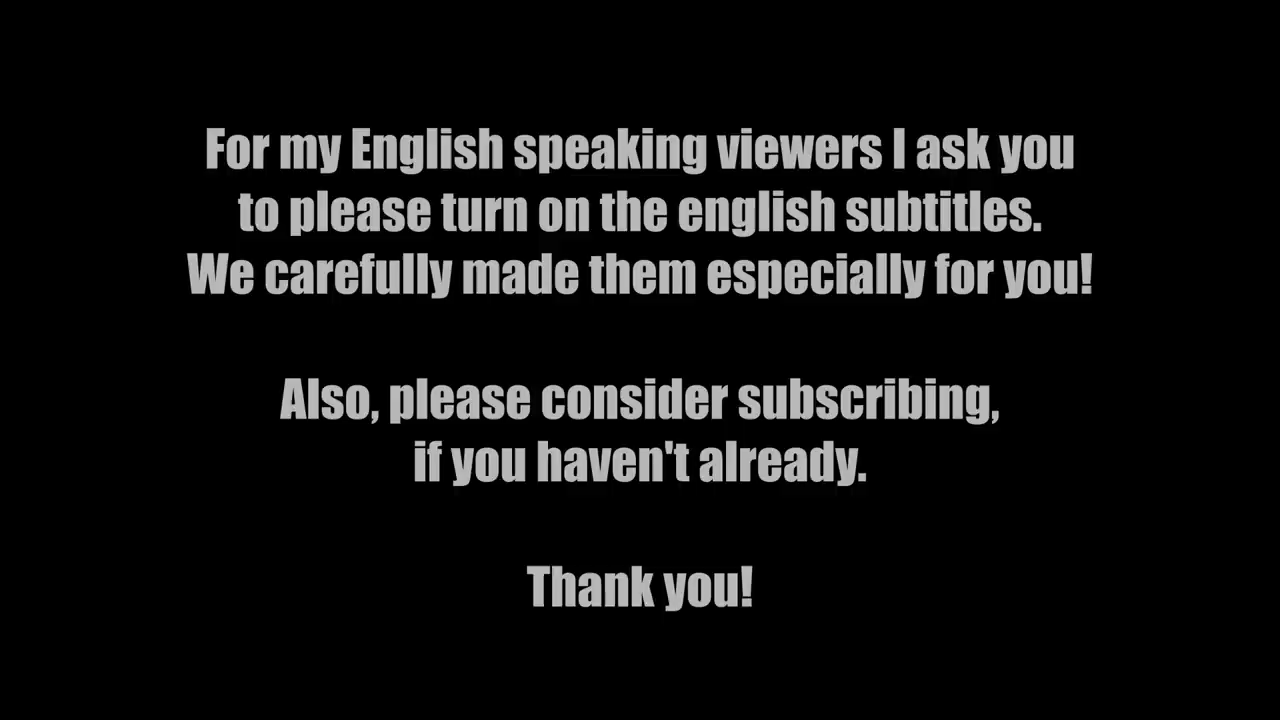 For my English speaking viewers I ask you
to please turn on the english subtitles.
We carefully made them especially for you!
Also, please consider subscribing,
if you haven't already.
Thank you!